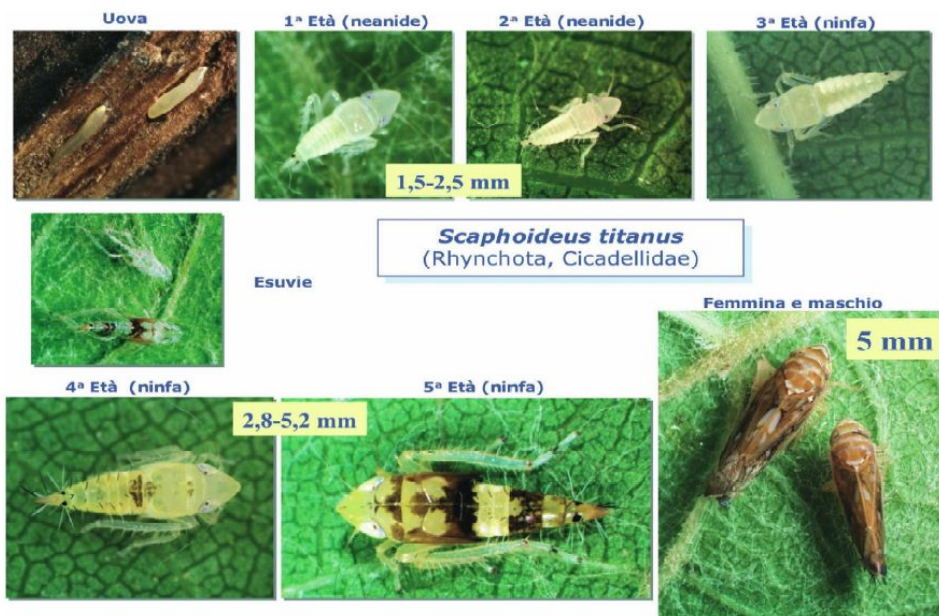 Uova
1ª Età (neanide)
2ª Età (neanide)
3ª Età (ninfa)
1,5-2,5 mm
Scaphoideus titanus
(Rhynchota, Cicadellidae)
Esuvie
Femmina e maschio
5 mm
4ª Età (ninfa)
5ª Età (ninfa)
2,8-5,2 mm